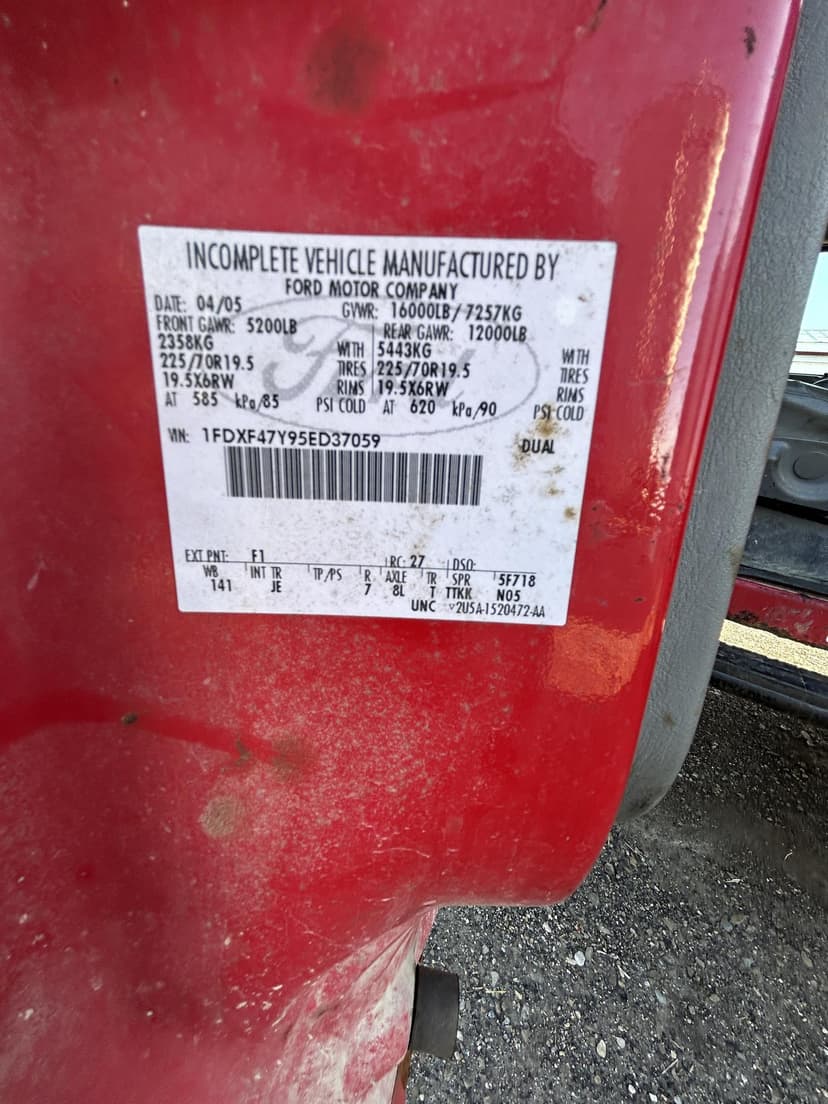 INCOMPLETE VEHICLE MANUFACTURED BY
FORD MOTOR COMPANY
DATE: 04/05 GVWR: 16000LB/7257KG
FRONT GAWR: 5200LB REAR GAWR: 12000LB
2358KG WITH 5443KG WITH
225/70R19.5 TIRES 225/70R19.5 TIRES
19.5X6RW RIMS 19.5X6RW RIMS
AT 585 kPa/85 PSI COLD AT 620 kPa/90 PSI COLD
VIN: 1FDXF47Y95ED37059 DUAL
Ford
EXT PNT: F1 RC: 27 DSO:
WB INT TR TP/PS R AXLE TR SPR 5F718
141 JE 7 8L T TTKK N05
UNC v2U5A-1520472-AA